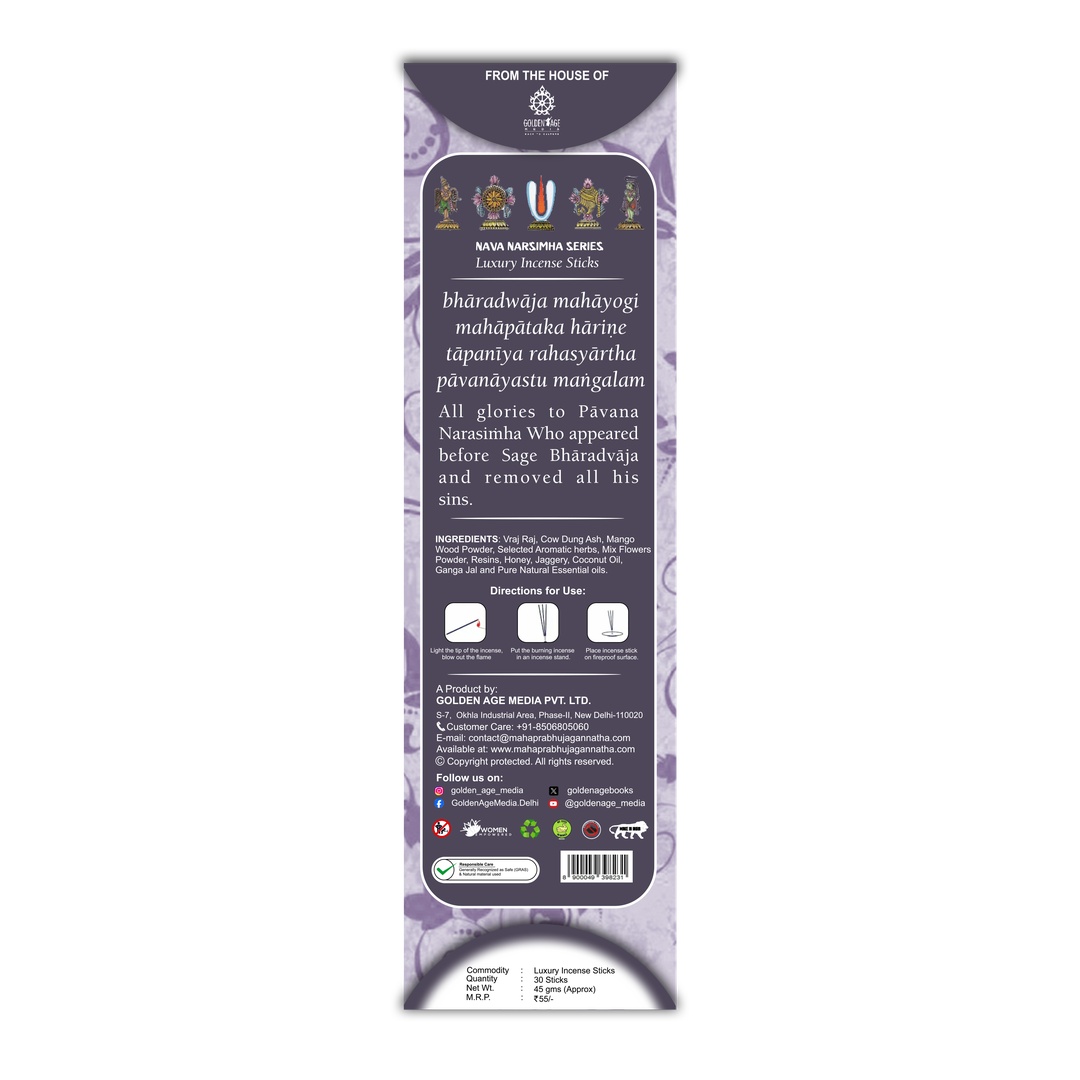 FROM THE HOUSE OF
GOLDEN AGE
MEDIA
NAVA NARSIMHA SERIES
Luxury Incense Sticks
bhāradwāja mahāyogi
mahāpātaka hāriṇe
tāpanīya rahasyārtha
pāvanāyastu maṅgalam
All glories to Pāvana
Narasiṁha Who appeared
before Sage Bhāradvāja
and removed all his
sins.
INGREDIENTS: Vraj Raj, Cow Dung Ash, Mango
Wood Powder, Selected Aromatic herbs, Mix Flowers
Powder, Resins, Honey, Jaggery, Coconut Oil,
Ganga Jal and Pure Natural Essential oils.
Directions for Use:
Light the tip of the incense,
blow out the flame
Put the burning incense
in an incense stand.
Place incense stick
on fireproof surface.
A Product by:
GOLDEN AGE MEDIA PVT. LTD.
S-7, Okhla Industrial Area, Phase-II, New Delhi-110020
Customer Care: +91-8506805060
E-mail: contact@mahaprabhujagannatha.com
Available at: www.mahaprabhujagannatha.com
© Copyright protected. All rights reserved.
Follow us on:
golden_age_media goldenagebooks
GoldenAgeMedia.Delhi @goldenage_media
WOMEN
EMPOWERED
MADE IN INDIA
Responsible Care
Generally Recognized as Safe (GRAS)
& Natural material used
8 900049 398231
Commodity : Luxury Incense Sticks
Quantity : 30 Sticks
Net Wt. : 45 gms (Approx)
M.R.P. : ₹55/-